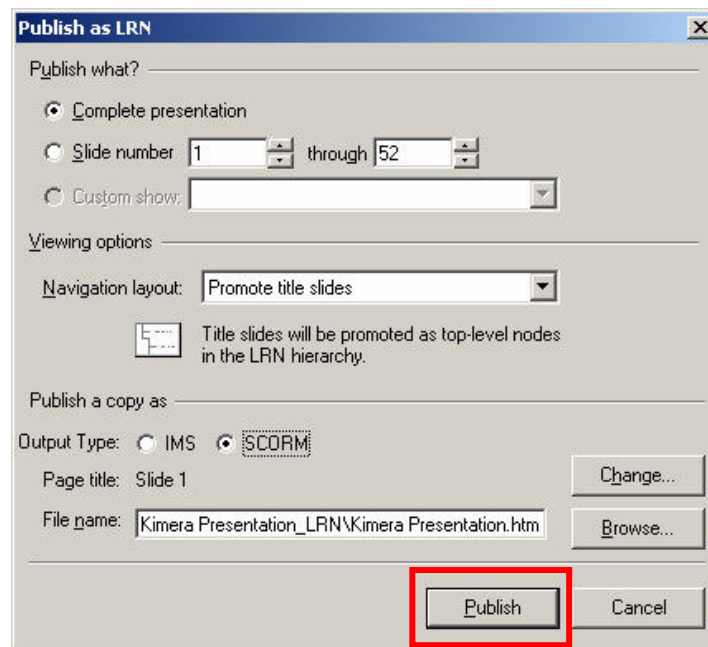 Publish as LRN
Publish what?
Complete presentation
Slide number 1 through 52
Custom show:
Viewing options
Navigation layout: Promote title slides
Title slides will be promoted as top-level nodes
in the LRN hierarchy.
Publish a copy as
Output Type: IMS SCORM
Page title: Slide 1 Change...
File name: Kimera Presentation_LRN\Kimera Presentation.htm Browse...
Publish Cancel